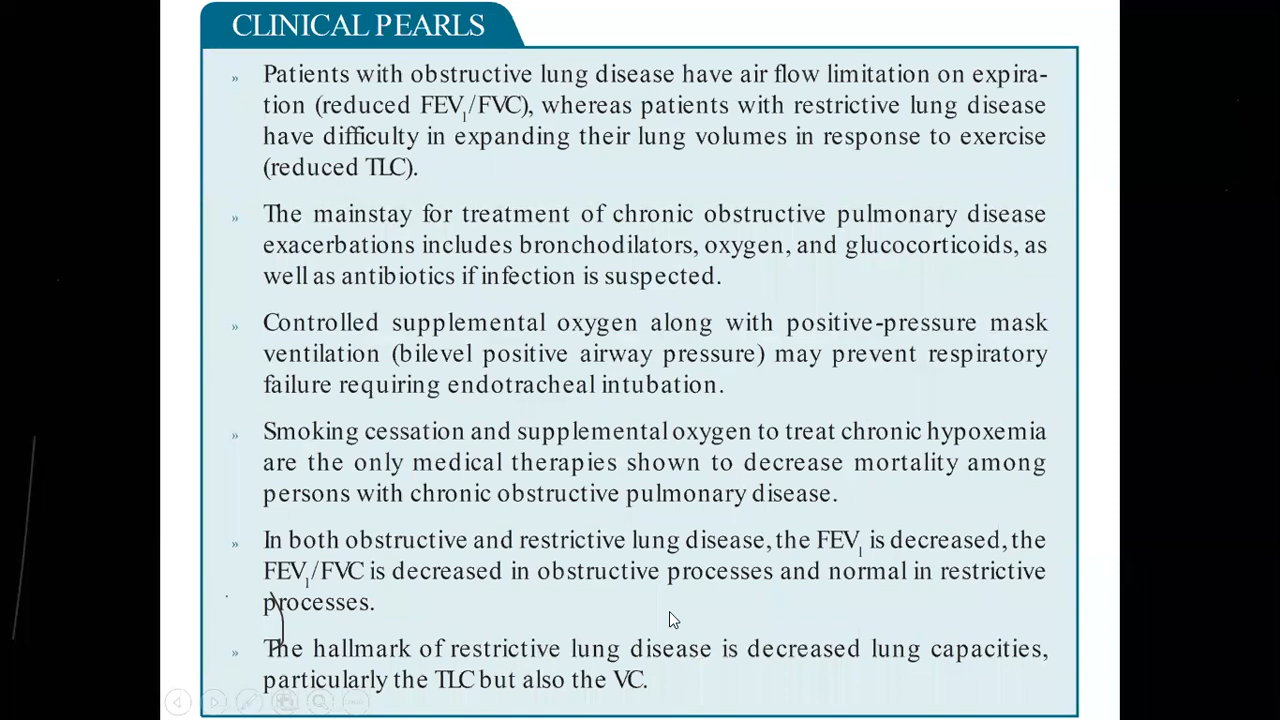 CLINICAL PEARLS
» Patients with obstructive lung disease have air flow limitation on expira-
tion (reduced FEV₁/FVC), whereas patients with restrictive lung disease
have difficulty in expanding their lung volumes in response to exercise
(reduced TLC).
» The mainstay for treatment of chronic obstructive pulmonary disease
exacerbations includes bronchodilators, oxygen, and glucocorticoids, as
well as antibiotics if infection is suspected.
» Controlled supplemental oxygen along with positive-pressure mask
ventilation (bilevel positive airway pressure) may prevent respiratory
failure requiring endotracheal intubation.
» Smoking cessation and supplemental oxygen to treat chronic hypoxemia
are the only medical therapies shown to decrease mortality among
persons with chronic obstructive pulmonary disease.
» In both obstructive and restrictive lung disease, the FEV₁ is decreased, the
FEV₁/FVC is decreased in obstructive processes and normal in restrictive
processes.
» The hallmark of restrictive lung disease is decreased lung capacities,
particularly the TLC but also the VC.